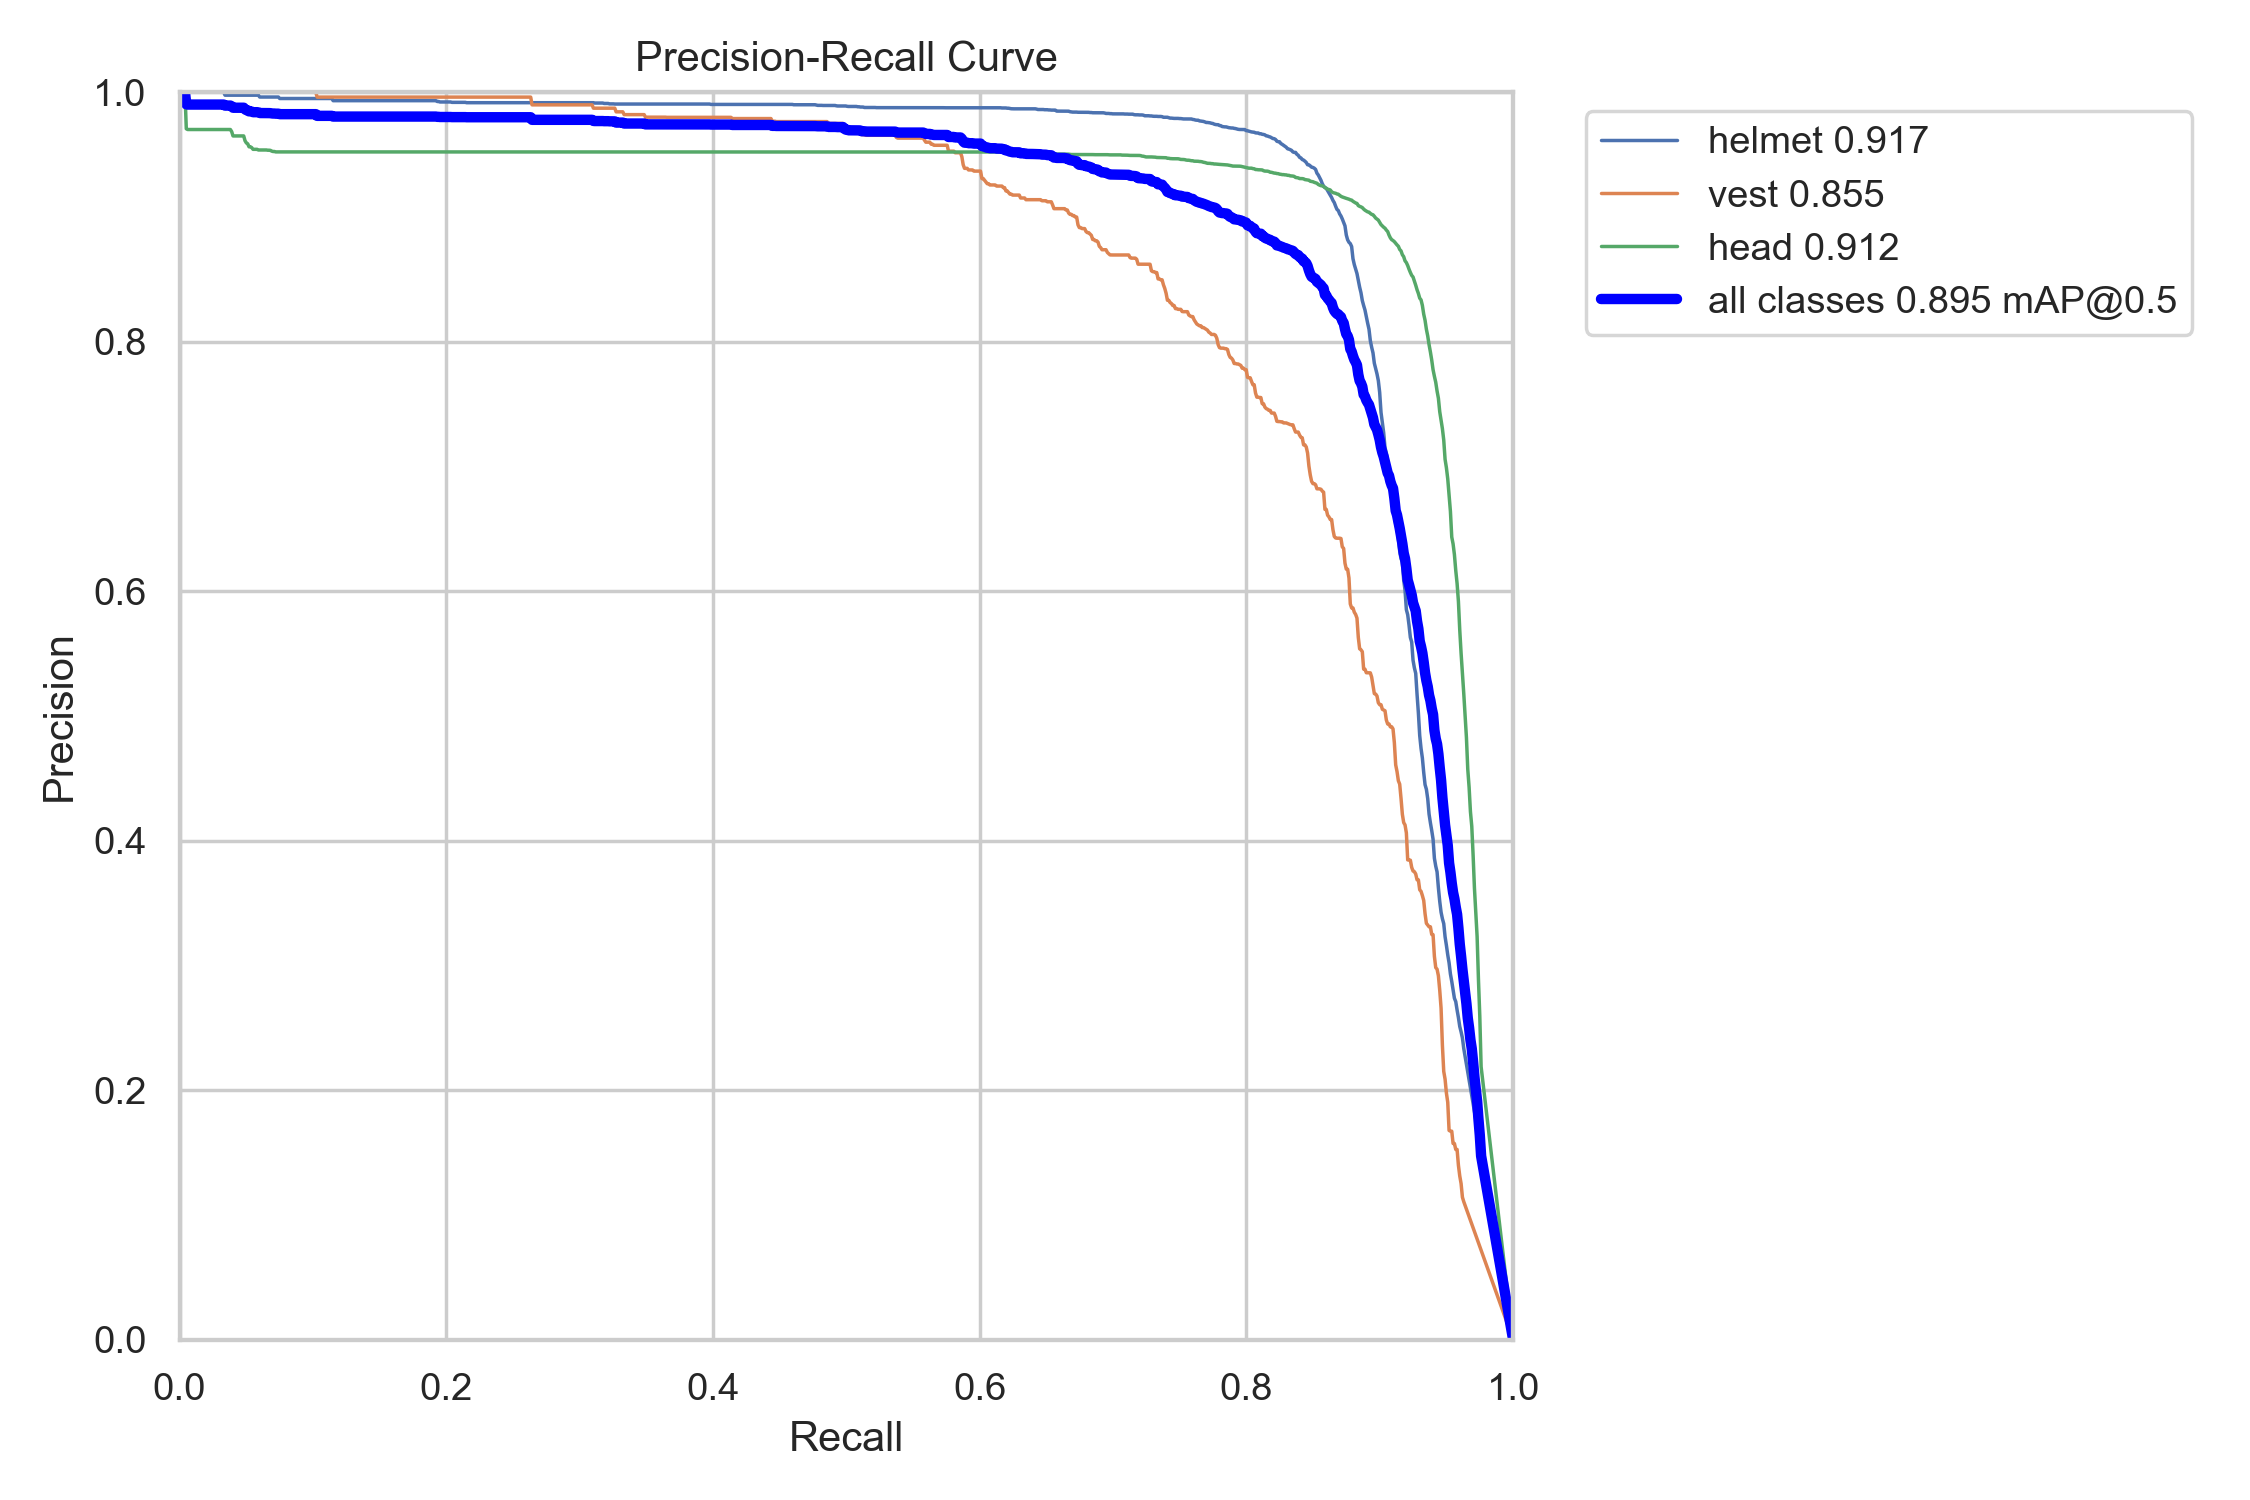 Precision-Recall Curve
1.0
0.8
0.6
0.4
0.2
0.0
Precision
0.0 0.2 0.4 0.6 0.8 1.0
Recall
helmet 0.917
vest 0.855
head 0.912
all classes 0.895 mAP@0.5